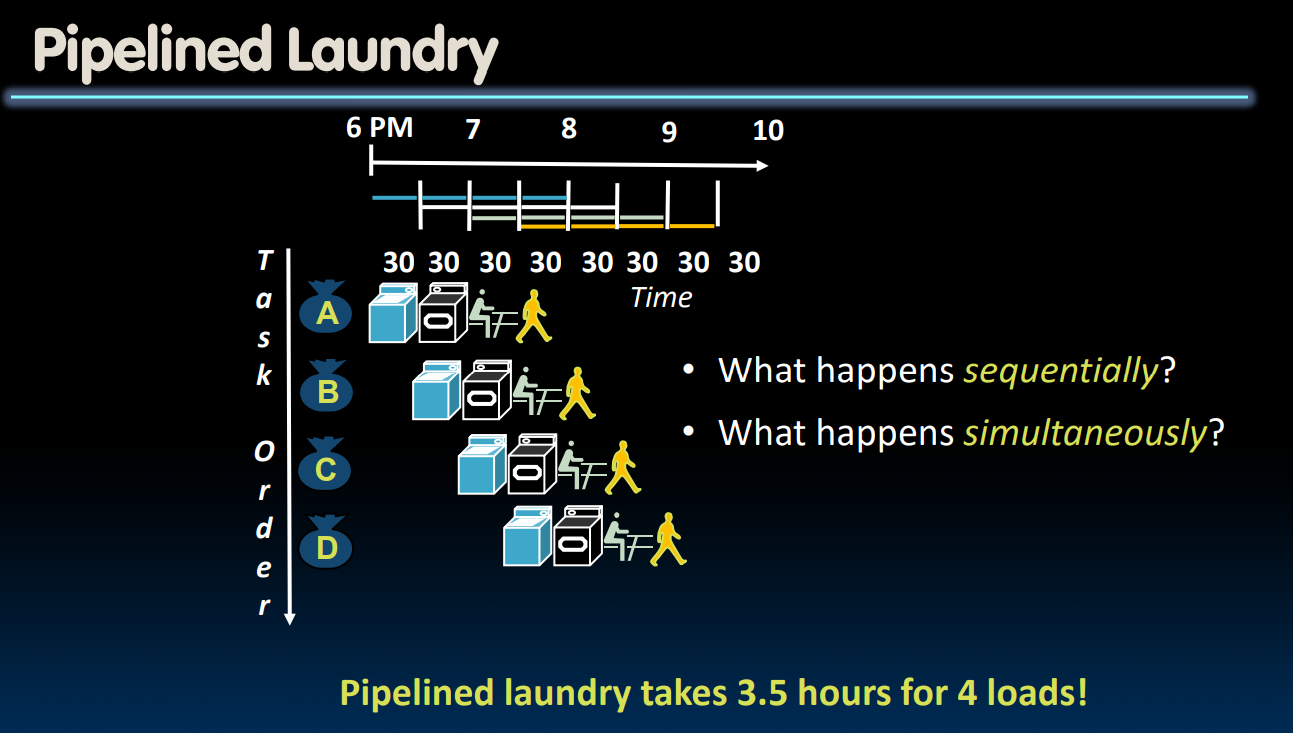 Pipelined Laundry
6 PM 7 8 9 10
30 30 30 30 30 30 30 30
Time
Task Order
A
B
C
D
• What happens sequentially?
• What happens simultaneously?
Pipelined laundry takes 3.5 hours for 4 loads!